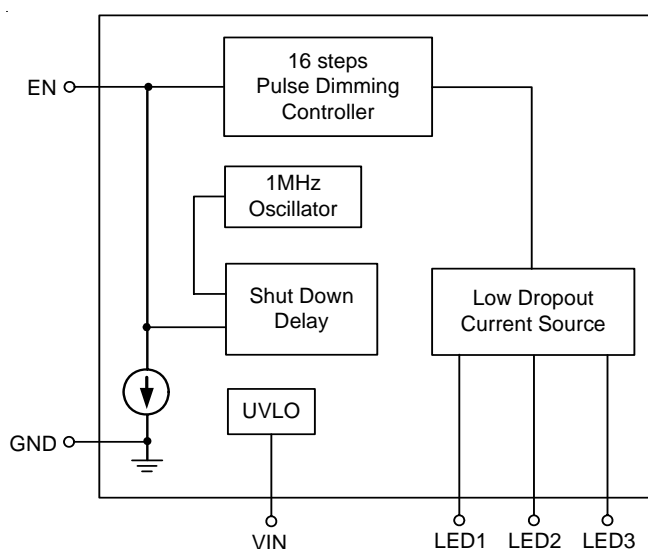 16 steps
Pulse Dimming
Controller
EN
1MHz
Oscillator
Shut Down
Delay
Low Dropout
Current Source
UVLO
GND
VIN
LED1
LED2
LED3